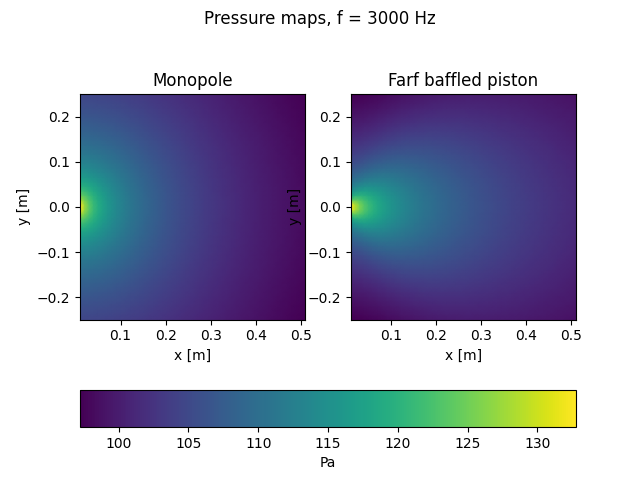 Pressure maps, f = 3000 Hz
Monopole
Farf baffled piston
0.2
0.1
0.0
−0.1
−0.2
y [m]
0.1 0.2 0.3 0.4 0.5
x [m]
0.2
0.1
0.0
−0.1
−0.2
y [m]
0.1 0.2 0.3 0.4 0.5
x [m]
100 105 110 115 120 125 130
Pa